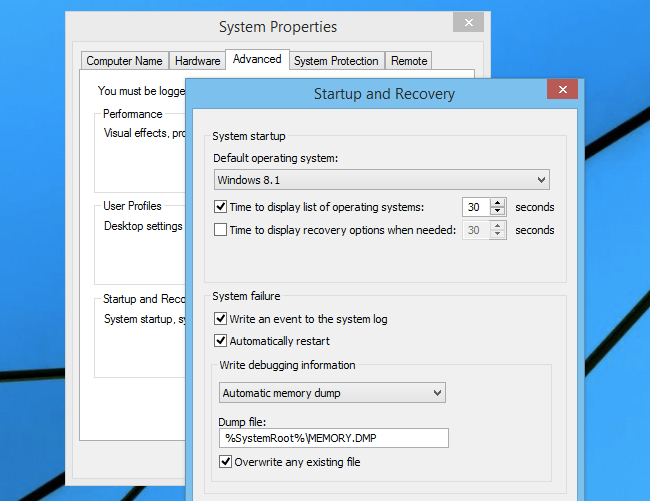 System Properties
Computer Name Hardware Advanced System Protection Remote
You must be logge
Performance
Visual effects, pro
User Profiles
Desktop settings
Startup and Reco
System startup, sy
Startup and Recovery
System startup
Default operating system:
Windows 8.1
Time to display list of operating systems: 30 seconds
Time to display recovery options when needed: 30 seconds
System failure
Write an event to the system log
Automatically restart
Write debugging information
Automatic memory dump
Dump file:
%SystemRoot%\MEMORY.DMP
Overwrite any existing file